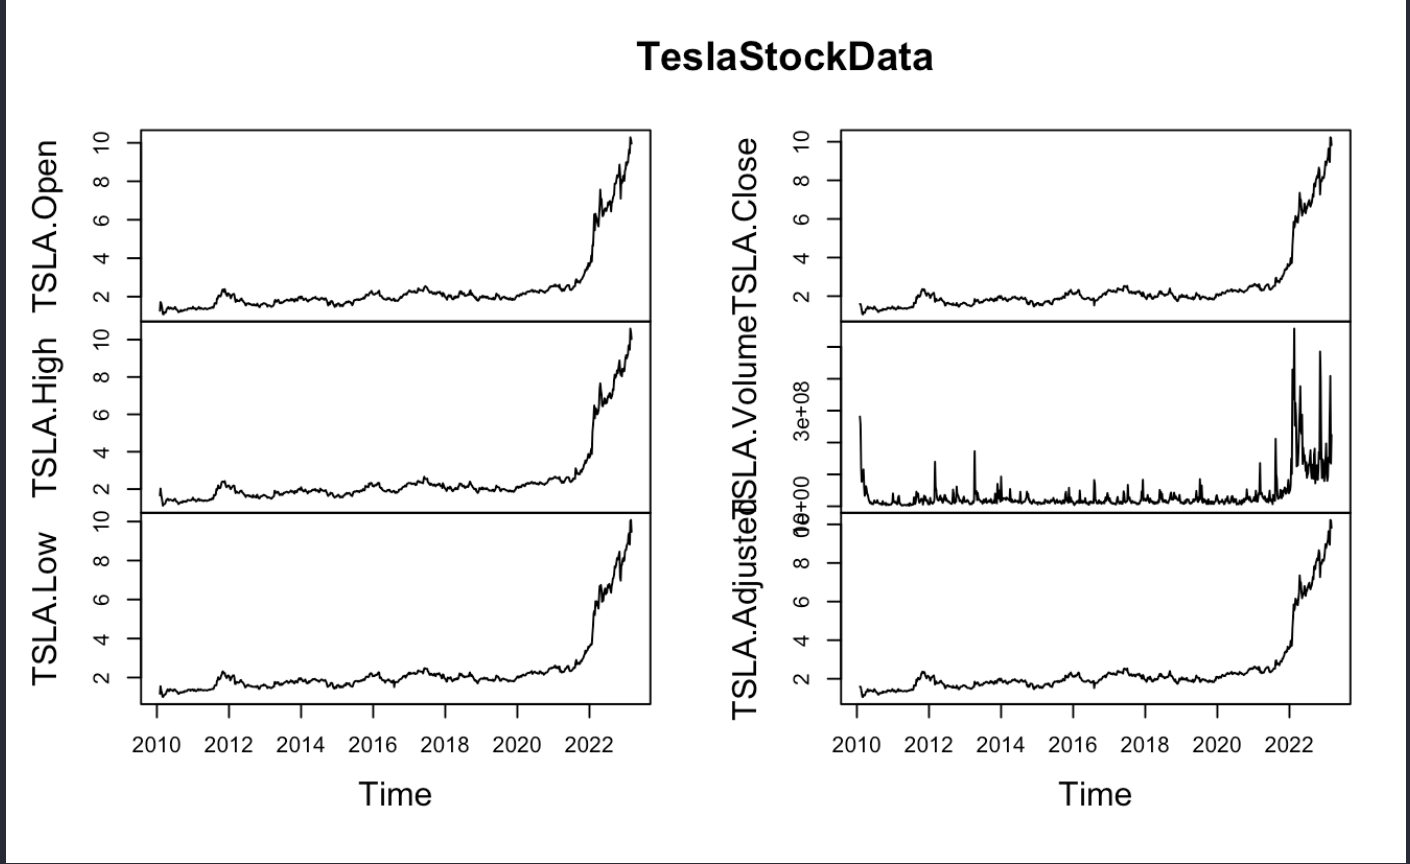 TeslaStockData
TSLA.Open
2 4 6 8 10
TSLA.High
2 4 6 8 10
TSLA.Low
2 4 6 8 10
2010 2012 2014 2016 2018 2020 2022
Time
TSLA.Close
2 4 6 8 10
TSLA.Volume
0e+00 3e+08
TSLA.Adjusted
2 4 6 8 10
2010 2012 2014 2016 2018 2020 2022
Time